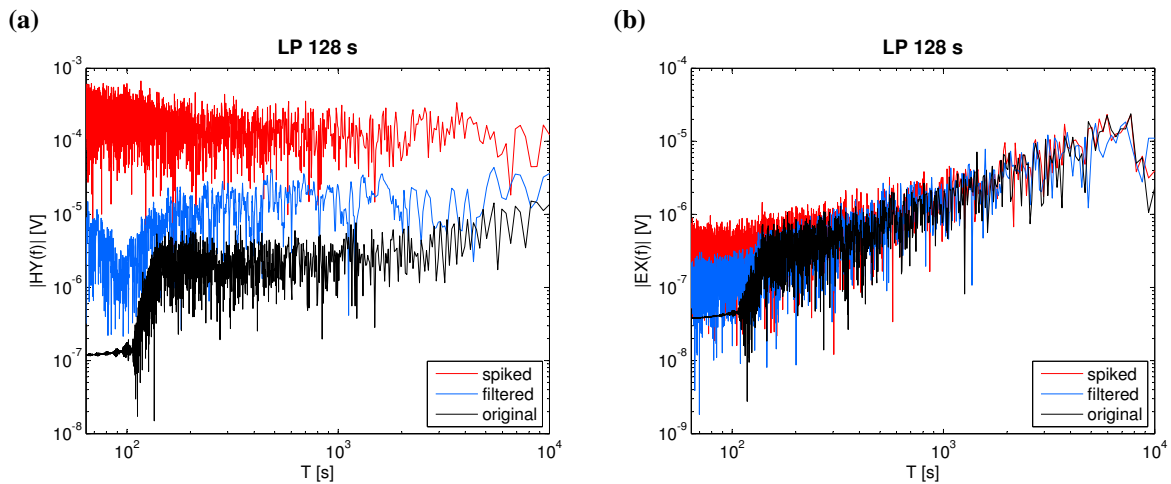 (a)
LP 128 s
10^-3
10^-4
10^-5
10^-6
10^-7
10^-8
|HY(f)| [V]
10^2
10^3
10^4
T [s]
spiked
filtered
original
(b)
LP 128 s
10^-4
10^-5
10^-6
10^-7
10^-8
10^-9
|EX(f)| [V]
10^2
10^3
10^4
T [s]
spiked
filtered
original